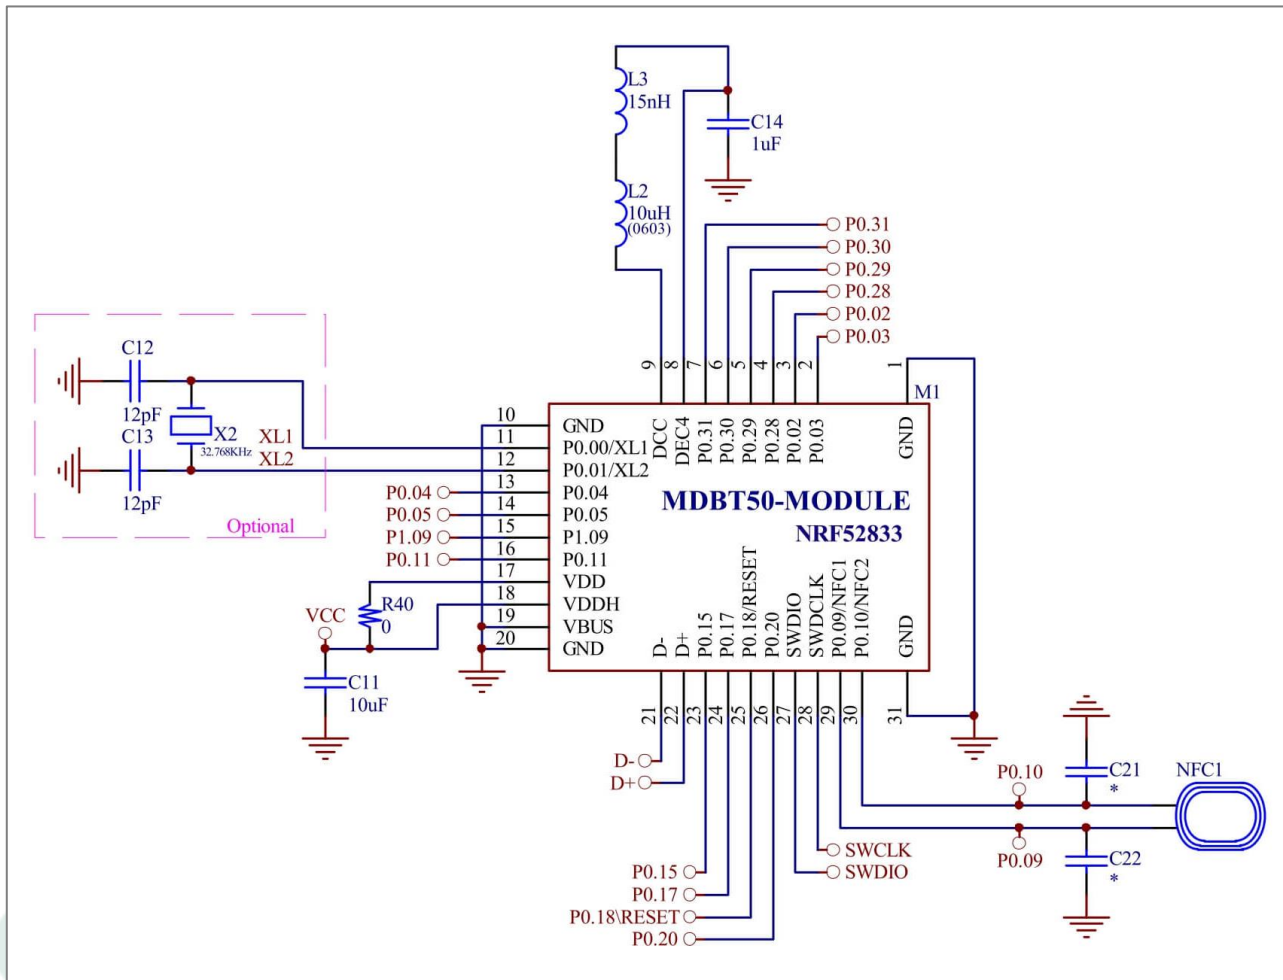 L3
15nH
C14
1uF
L2
10uH
(0603)
P0.31
P0.30
P0.29
P0.28
P0.02
P0.03
9
8
7
6
5
4
3
2
1
M1
C12
12pF
C13
12pF
X2
32.768KHz
XL1
XL2
Optional
10
11
12
13
14
15
16
17
18
19
20
GND
P0.00/XL1
P0.01/XL2
P0.04
P0.05
P1.09
P0.11
VDD
VDDH
VBUS
GND
DCC
DEC4
P0.31
P0.30
P0.29
P0.28
P0.02
P0.03
GND
MDBT50-MODULE
NRF52833
P0.04
P0.05
P1.09
P0.11
R40
0
VCC
C11
10uF
D-
D+
P0.15
P0.17
P0.18/RESET
P0.20
SWDIO
SWDCLK
P0.09/NFC1
P0.10/NFC2
GND
21
22
23
24
25
26
27
28
29
30
31
D-
D+
P0.10
C21
*
NFC1
P0.09
C22
*
SWCLK
SWDIO
P0.15
P0.17
P0.18\RESET
P0.20